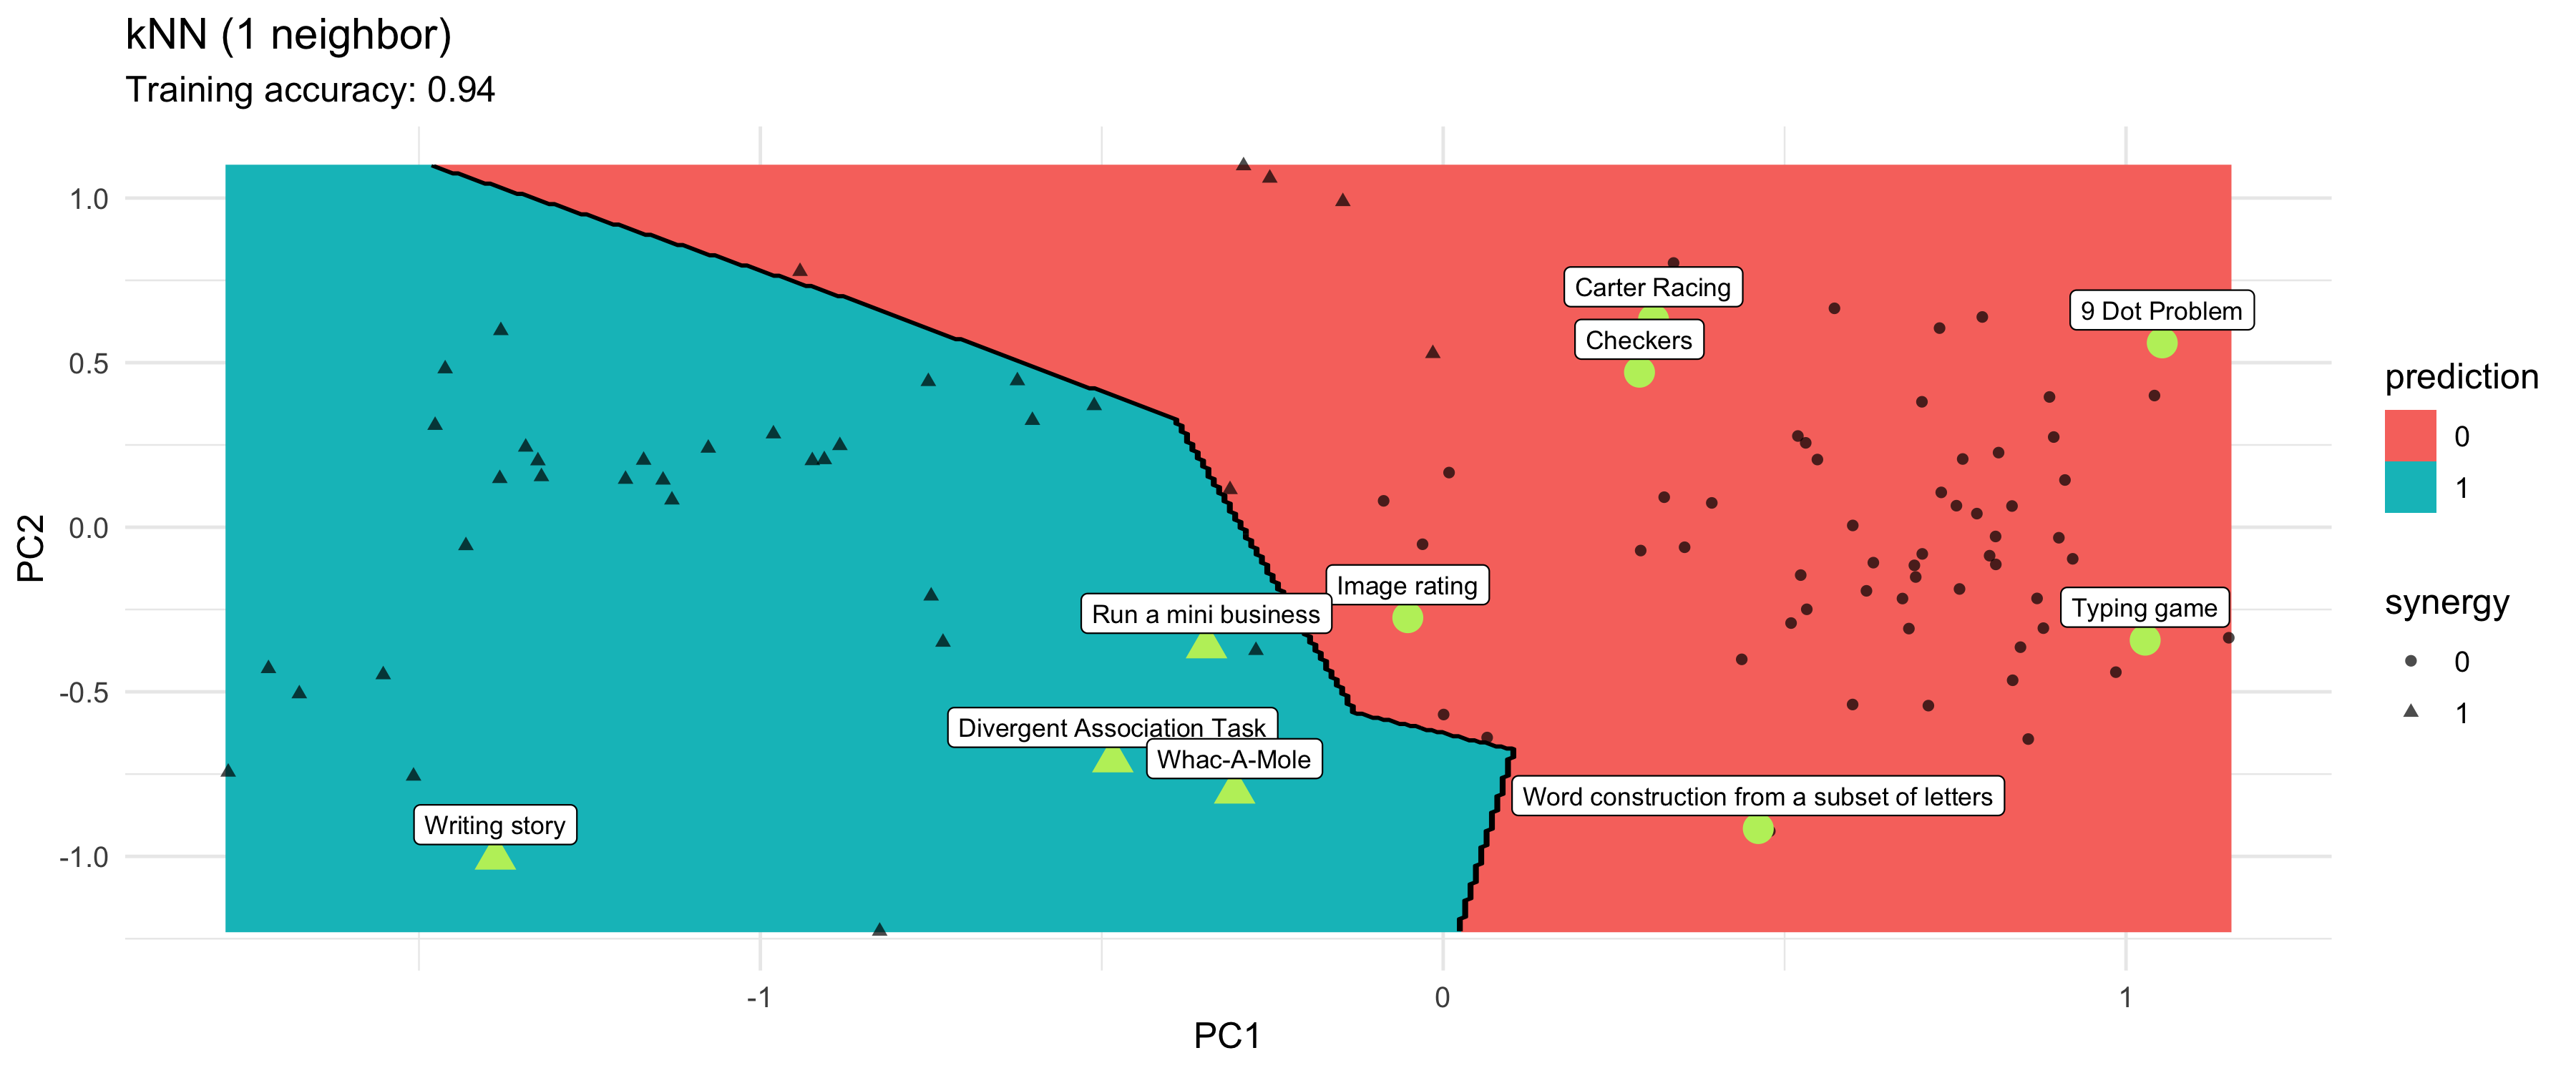 kNN (1 neighbor)
Training accuracy: 0.94
PC2
1.0
0.5
0.0
-0.5
-1.0
Carter Racing
Checkers
9 Dot Problem
Image rating
Run a mini business
Typing game
Divergent Association Task
Whac-A-Mole
Word construction from a subset of letters
Writing story
-1
0
1
PC1
prediction
0
1
synergy
0
1